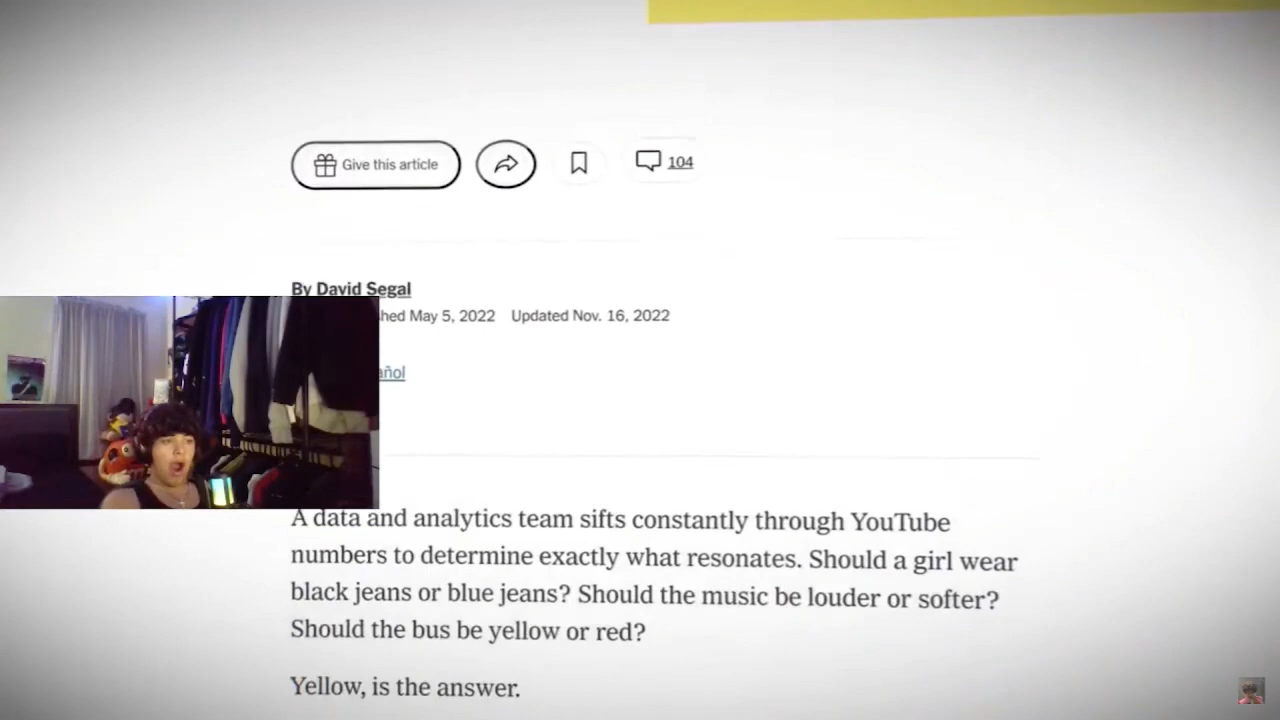 Give this article
104
By David Segal
hed May 5, 2022 Updated Nov. 16, 2022
añol
A data and analytics team sifts constantly through YouTube
numbers to determine exactly what resonates. Should a girl wear
black jeans or blue jeans? Should the music be louder or softer?
Should the bus be yellow or red?
Yellow, is the answer.